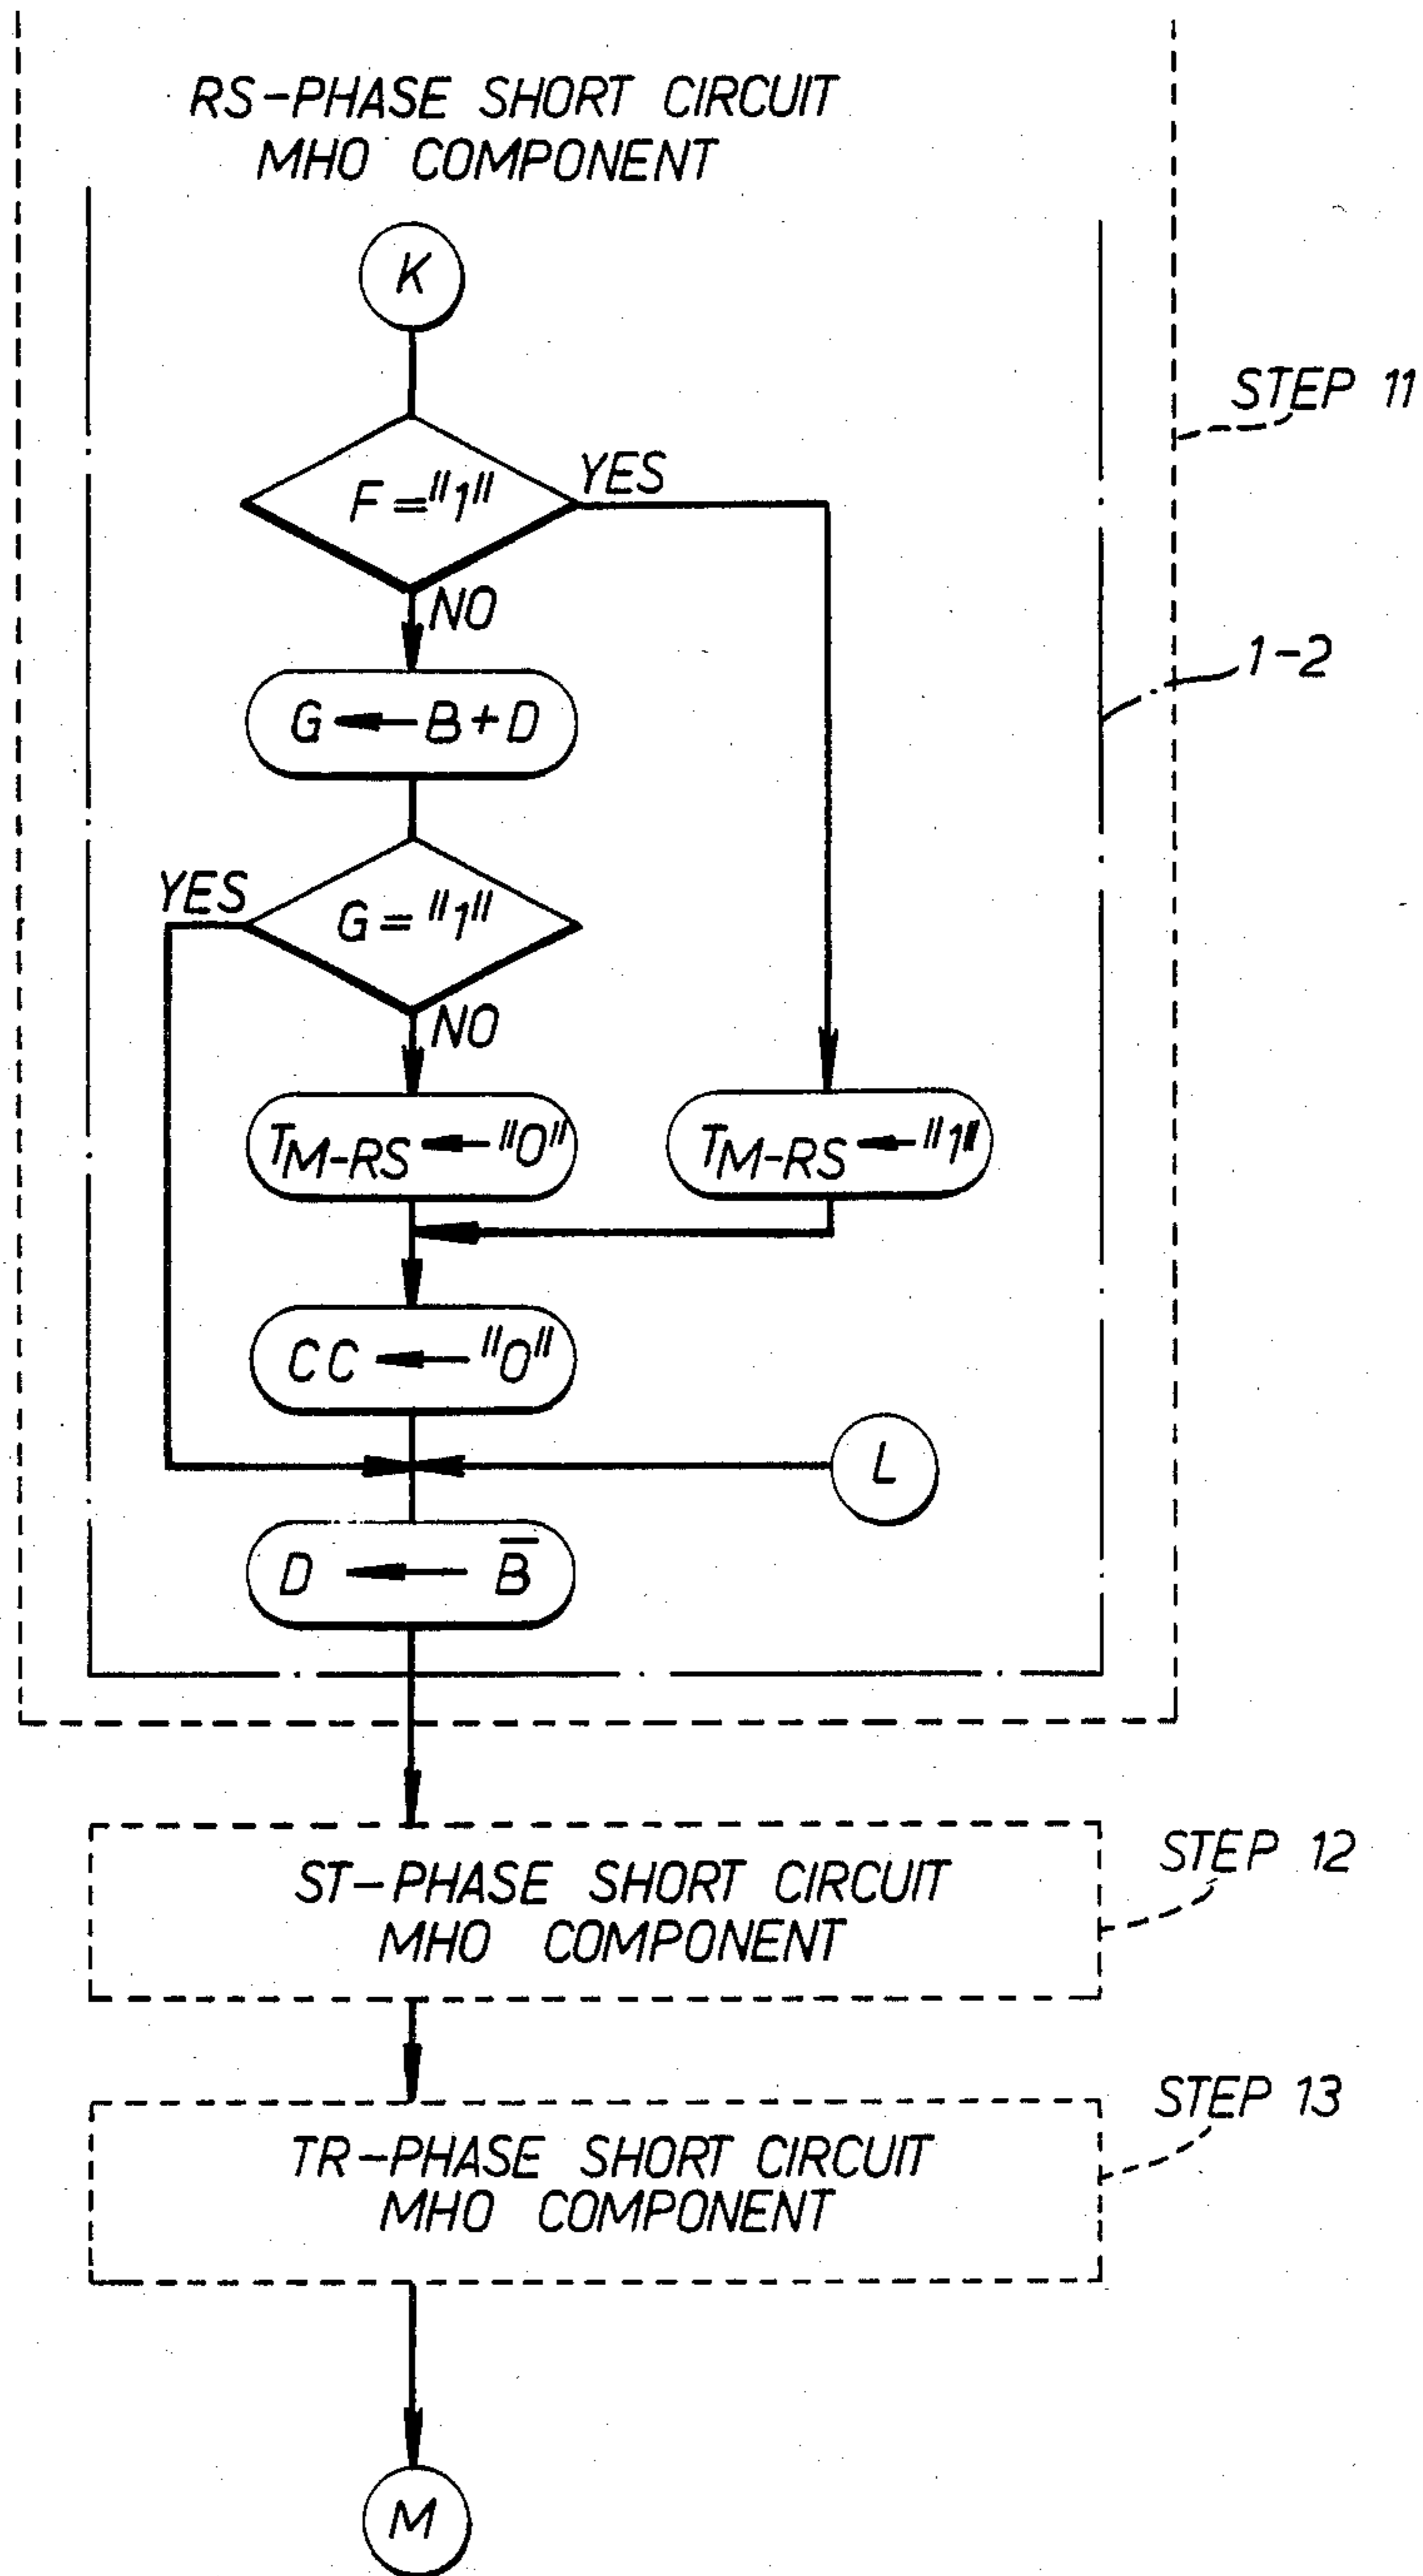 RS-PHASE SHORT CIRCUIT
MHO COMPONENT
K
STEP 11
F="1"
YES
NO
1-2
G ← B+D
YES
G="1"
NO
TM-RS ← "0"
TM-RS ← "1"
CC ← "0"
L
D ← B̅
ST-PHASE SHORT CIRCUIT
MHO COMPONENT
STEP 12
TR-PHASE SHORT CIRCUIT
MHO COMPONENT
STEP 13
M